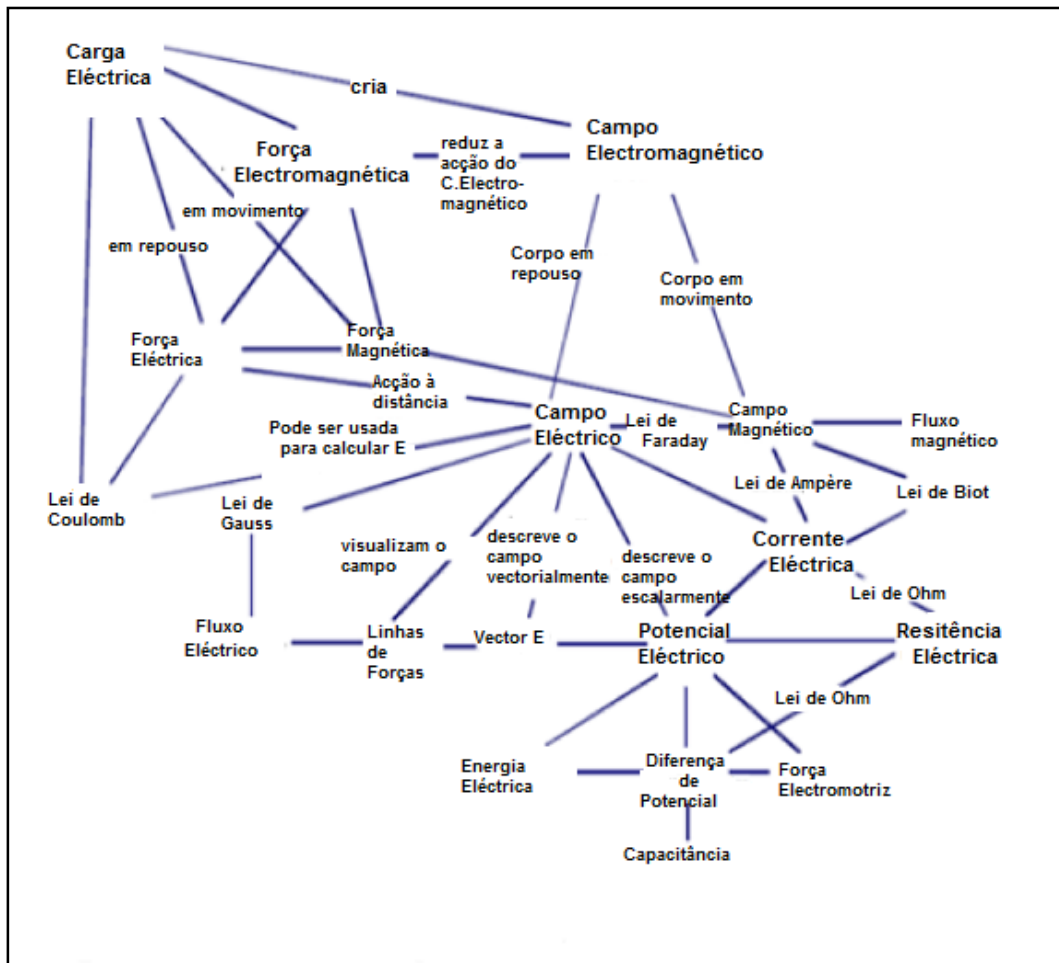 Carga
Eléctrica
cria
Campo
Electromagnético
Força
Electromagnética
reduz a
acção do
C.Electro-
magnético
em movimento
em repouso
Corpo em
repouso
Corpo em
movimento
Força
Eléctrica
Força
Magnética
Acção à
distância
Campo
Eléctrico
Lei de
Faraday
Campo
Magnético
Fluxo
magnético
Pode ser usada
para calcular E
Lei de
Coulomb
Lei de
Gauss
Lei de Ampère
Lei de Biot
visualizam o
campo
descreve o
campo
vectorialmente
descreve o
campo
escalarmente
Corrente
Eléctrica
Lei de Ohm
Fluxo
Eléctrico
Linhas
de
Forças
Vector E
Potencial
Eléctrico
Resitência
Eléctrica
Lei de Ohm
Energia
Eléctrica
Diferença
de
Potencial
Força
Electromotriz
Capacitância